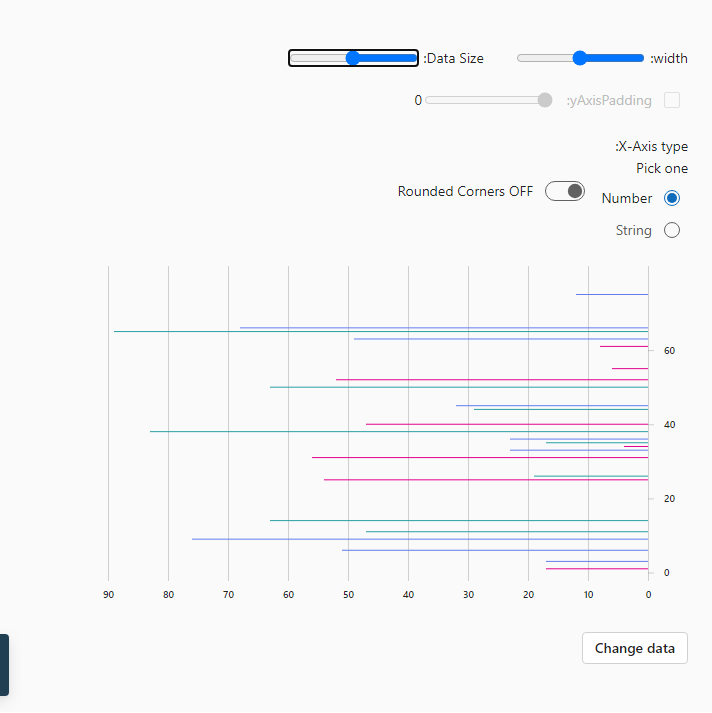 width:
Data Size:
yAxisPadding:
0
X-Axis type:
Pick one
Number
Rounded Corners OFF
String
60
40
20
0
90 80 70 60 50 40 30 20 10 0
Change data